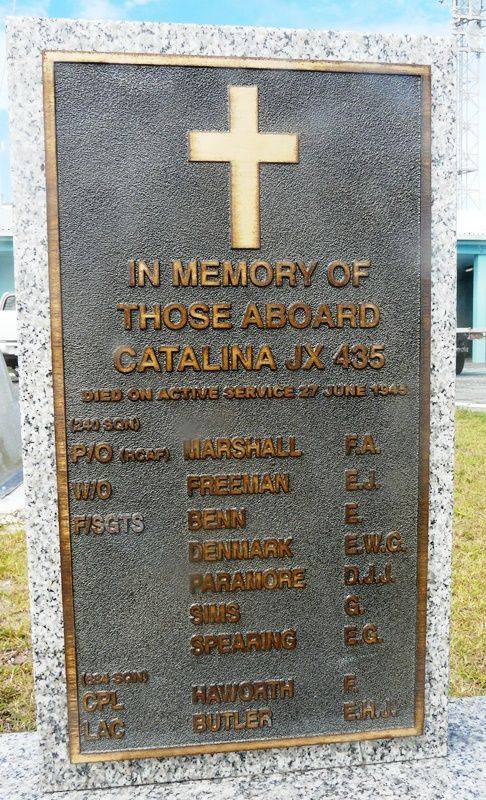 IN MEMORY OF
THOSE ABOARD
CATALINA JX 435
DIED ON ACTIVE SERVICE 27 JUNE 1945
(240 SQN)
P/O (RCAF) MARSHALL F.A.
W/O FREEMAN E.J.
F/SGTS BENN E.
DENMARK E.W.G.
PARAMORE D.J.J.
SIMS G.
SPEARING E.G.
(684 SQN)
CPL HAWORTH F.
LAC BUTLER E.H.J.